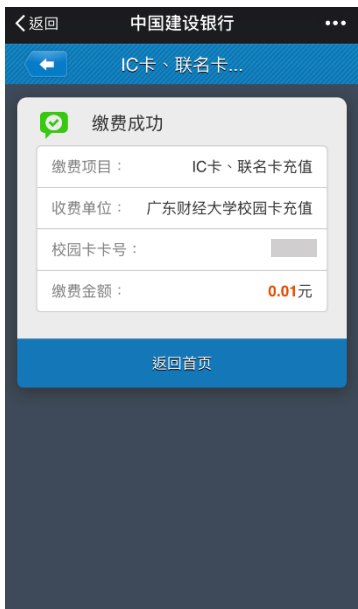 返回 中国建设银行 •••
IC卡、联名卡...
缴费成功
缴费项目： IC卡、联名卡充值
收费单位： 广东财经大学校园卡充值
校园卡卡号：
缴费金额： 0.01元
返回首页